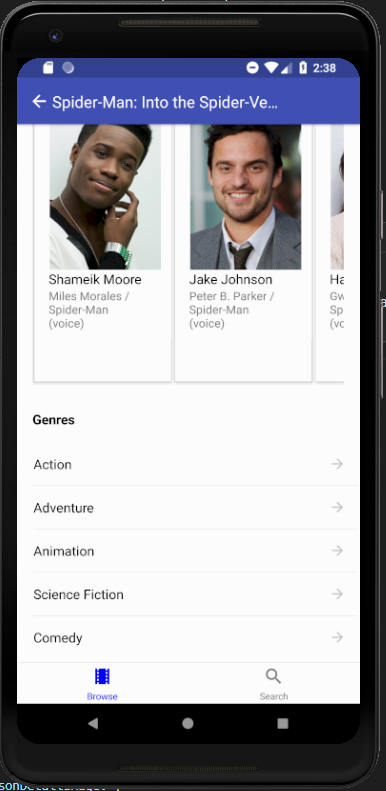 2:38
Spider-Man: Into the Spider-Ve...
Shameik Moore
Miles Morales /
Spider-Man
(voice)
Jake Johnson
Peter B. Parker /
Spider-Man
(voice)
Ha
Gw
Sp
(vo
Genres
Action
Adventure
Animation
Science Fiction
Comedy
Browse
Search